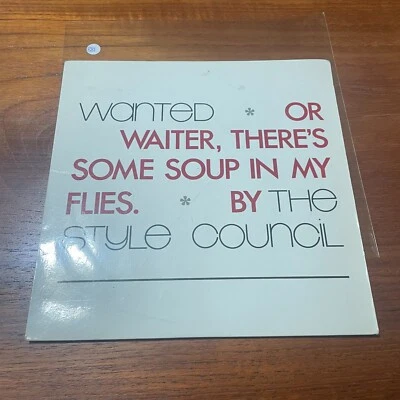 wanted * OR
WAITER, THERE'S
SOME SOUP IN MY
FLIES. * BY THE
STYLE COUNCIL